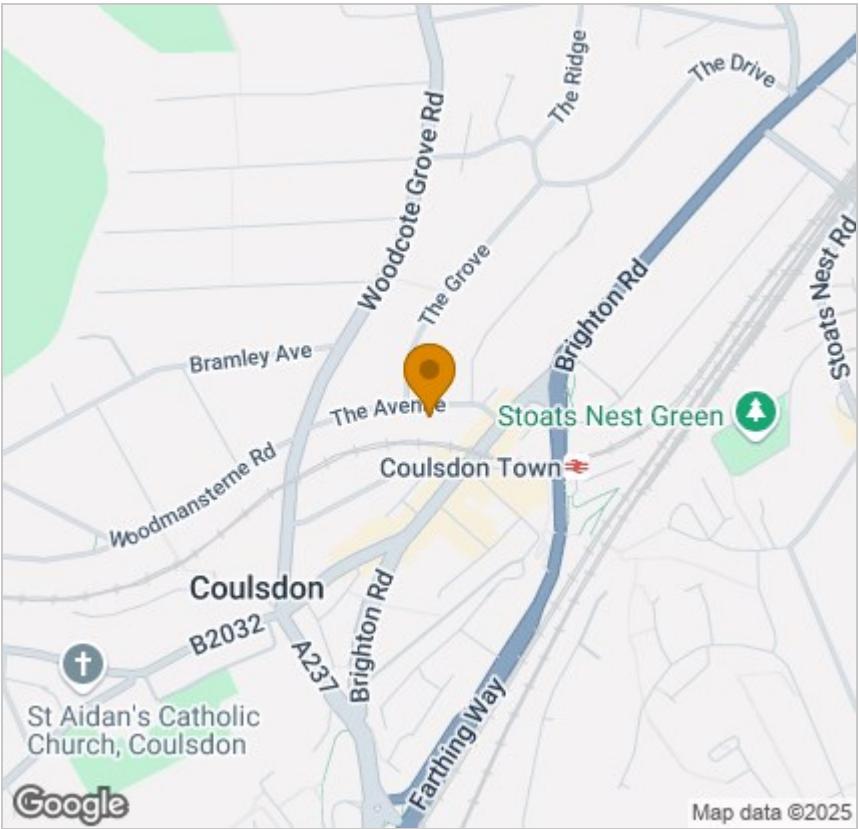 The Ridge
The Drive
Woodcote Grove Rd
The Grove
Stoats Nest Rd
Brighton Rd
Bramley Ave
The Avenue
Stoats Nest Green
Woodmansterne Rd
Coulsdon Town
Coulsdon
B2032
Brighton Rd
A237
St Aidan's Catholic
Church, Coulsdon
Farthing Way
Google
Map data ©2025